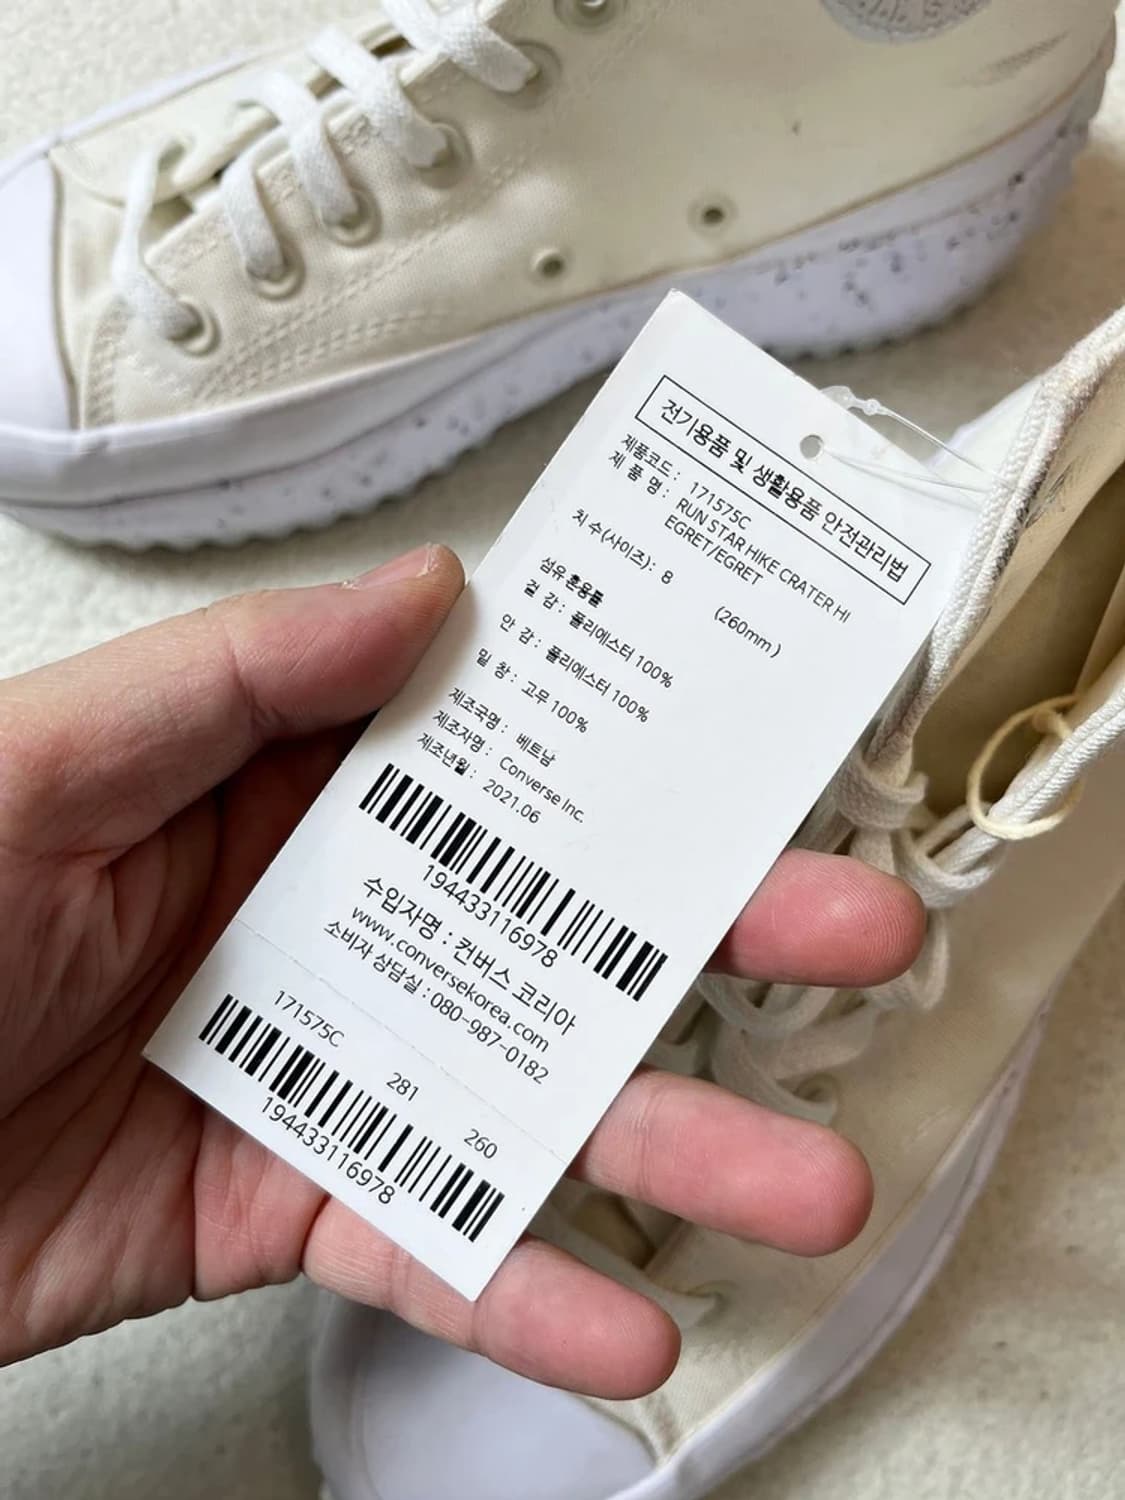 전기용품 및 생활용품 안전관리법
제품코드 : 171575C
제 품 명 : RUN STAR HIKE CRATER HI
EGRET/EGRET
치 수(사이즈) : 8 (260mm)
섬유 혼용률
겉 감 : 폴리에스터 100%
안 감 : 폴리에스터 100%
밑 창 : 고무 100%
제조국명 : 베트남
제조자명 : Converse Inc.
제조년월 : 2021.06
194433116978
수입자명 : 컨버스 코리아
www.conversekorea.com
소비자 상담실 : 080-987-0182
171575C 281 260
194433116978